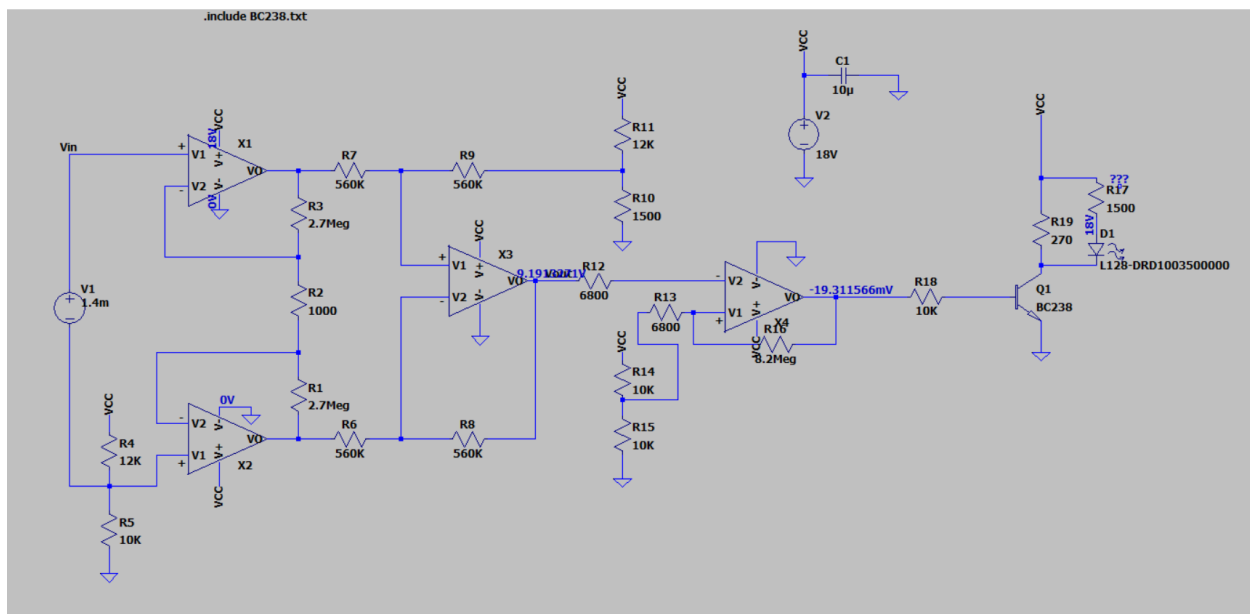 .include BC238.txt
VCC
C1
10µ
V2
18V
VCC
R11
12K
R10
1500
VCC
R19
270
???
R17
1500
18V
D1
L128-DRD1003500000
Q1
BC238
Vin
+
V1
V2
-
V+
V-
VO
VCC
18V
0V
X1
R7
560K
R9
560K
R3
2.7Meg
R2
1000
R1
2.7Meg
V1
1.4m
VCC
X3
+
V1
V2
-
V+
V-
9.1913271V
R12
6800
R13
6800
-
V2
V1
+
V-
V+
VO
-19.311566mV
X4
VCC
R16
8.2Meg
R18
10K
VCC
R14
10K
R15
10K
VCC
R4
12K
R5
10K
0V
-
V2
V1
+
V-
V+
VO
X2
VCC
R6
560K
R8
560K